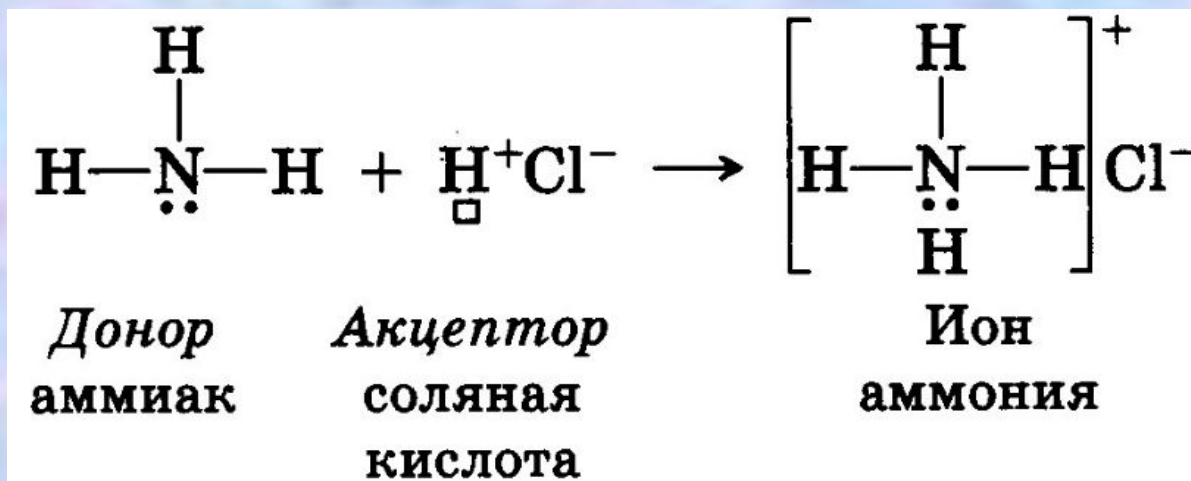 H H
H—N—H + H⁺Cl⁻ → [H—N—H]⁺ Cl⁻
H
Донор Акцептор Ион
аммиак соляная аммония
кислота